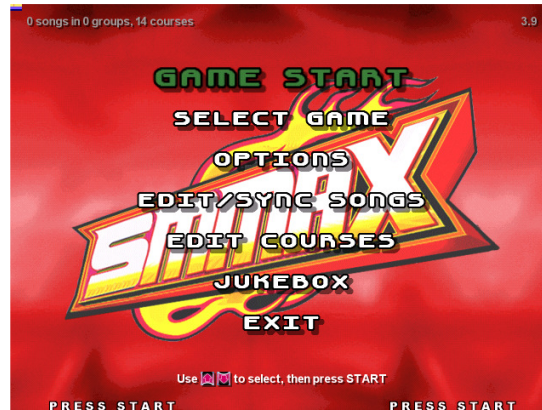 0 songs in 0 groups, 14 courses
3.9
GAME START
SELECT GAME
OPTIONS
EDIT/SYNC SONGS
EDIT COURSES
JUKEBOX
EXIT
SMMAX
Use to select, then press START
PRESS START
PRESS START